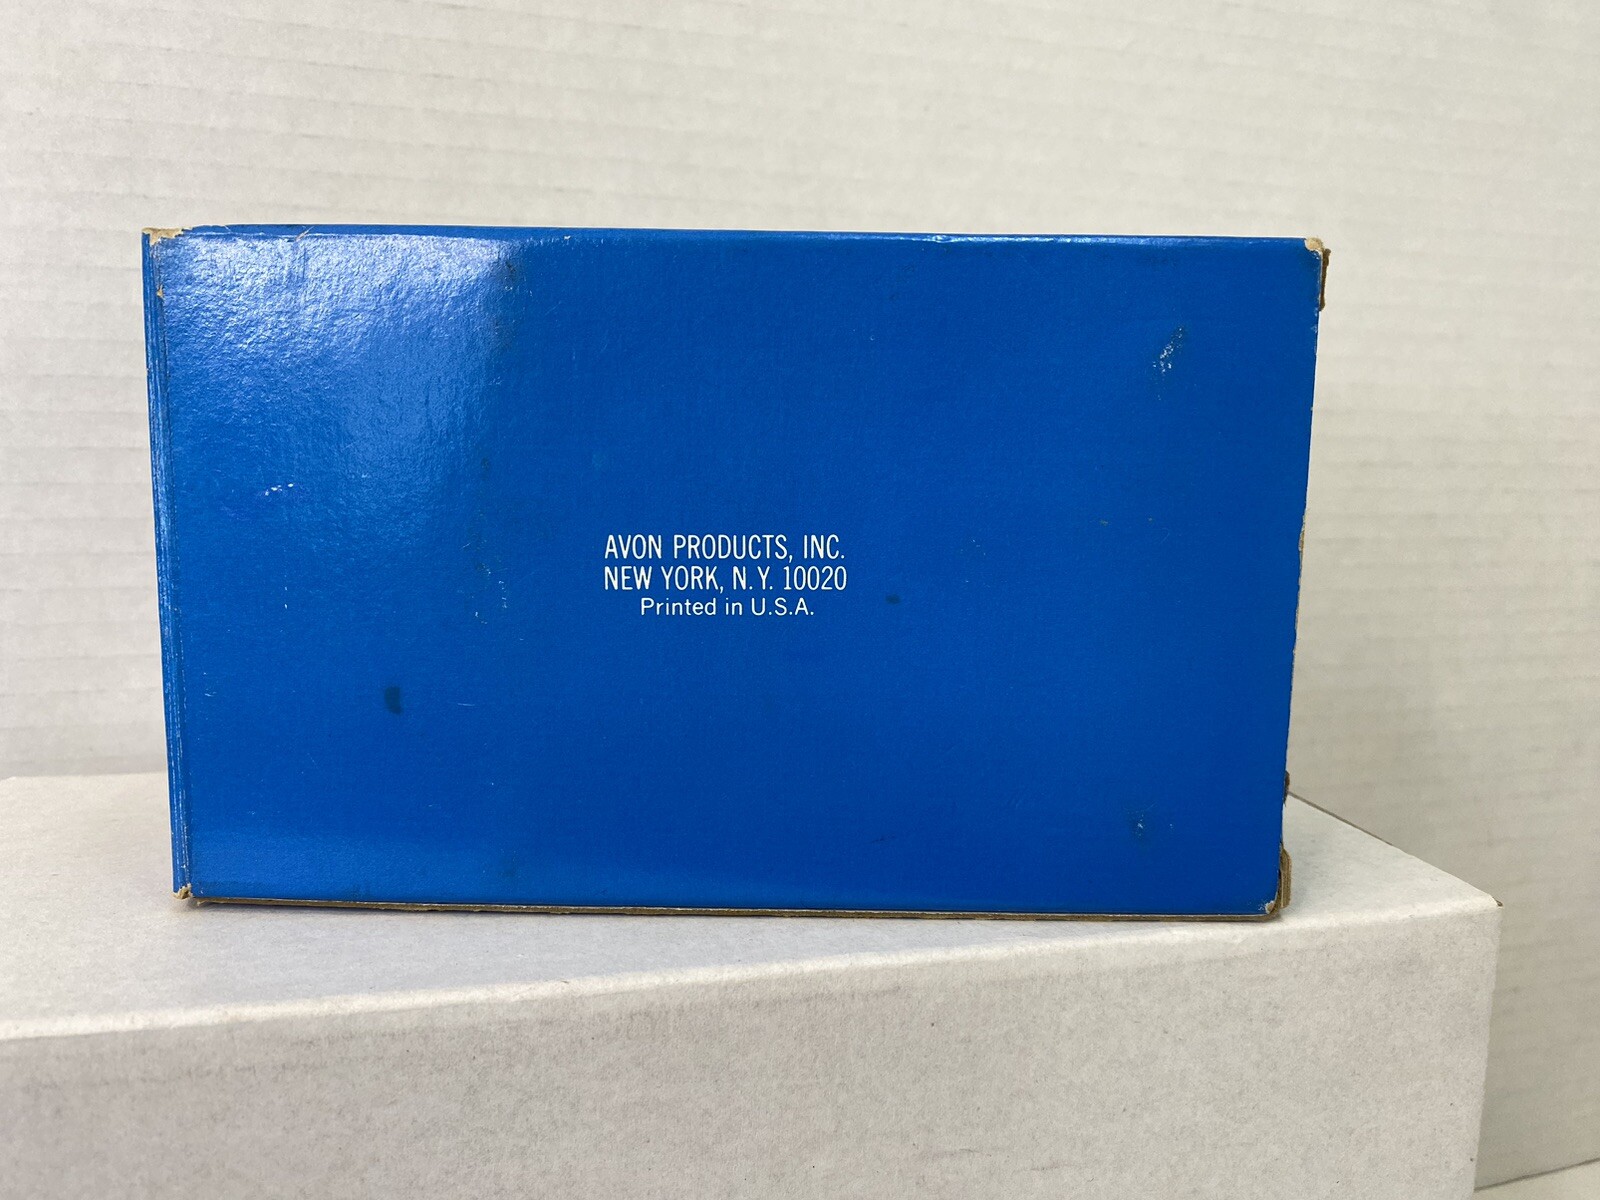 AVON PRODUCTS, INC.
NEW YORK, N.Y. 10020
Printed in U.S.A.